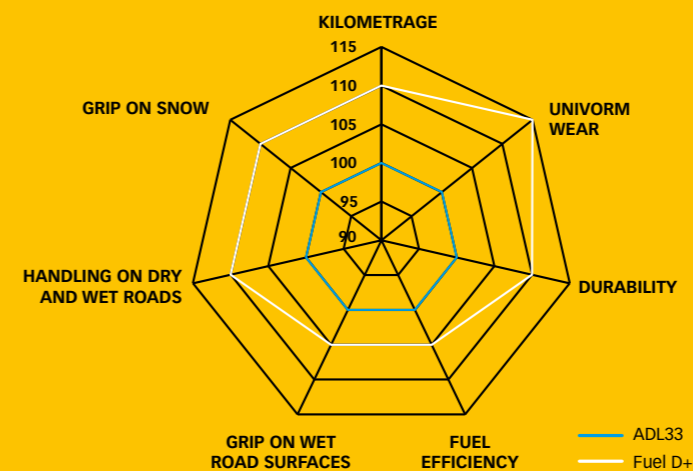 KILOMETRAGE
115
110
105
100
95
90
GRIP ON SNOW
UNIVORM
WEAR
HANDLING ON DRY
AND WET ROADS
DURABILITY
GRIP ON WET
ROAD SURFACES
FUEL
EFFICIENCY
ADL33
Fuel D+